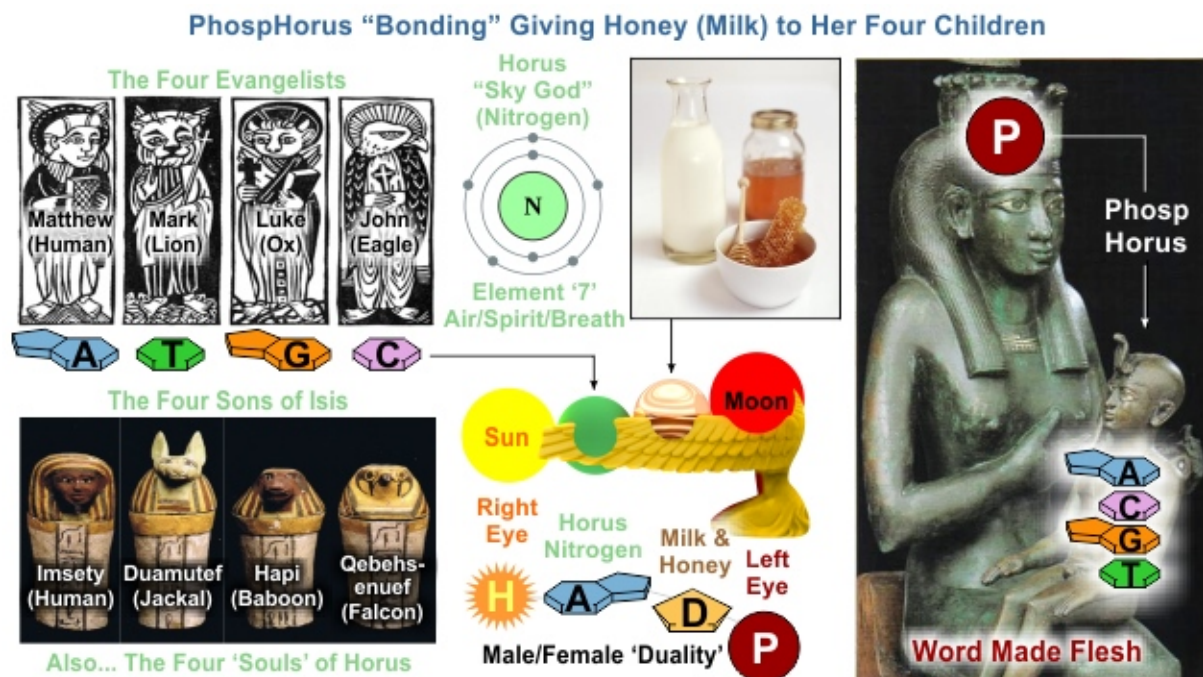 PhospHorus “Bonding” Giving Honey (Milk) to Her Four Children
The Four Evangelists
Matthew
(Human)
Mark
(Lion)
Luke
(Ox)
John
(Eagle
A
T
G
C
The Four Sons of Isis
Imsety
(Human)
Duamutef
(Jackal)
Hapi
(Baboon)
Qebehs-
enuef
(Falcon)
Also... The Four ‘Souls’ of Horus
Horus
“Sky God”
(Nitrogen)
N
Element ‘7’
Air/Spirit/Breath
Sun
Moon
Right
Eye
Horus
Nitrogen
Milk &
Honey
Left
Eye
H
A
D
P
Male/Female ‘Duality’
P
Phosp
Horus
A
C
G
T
Word Made Flesh